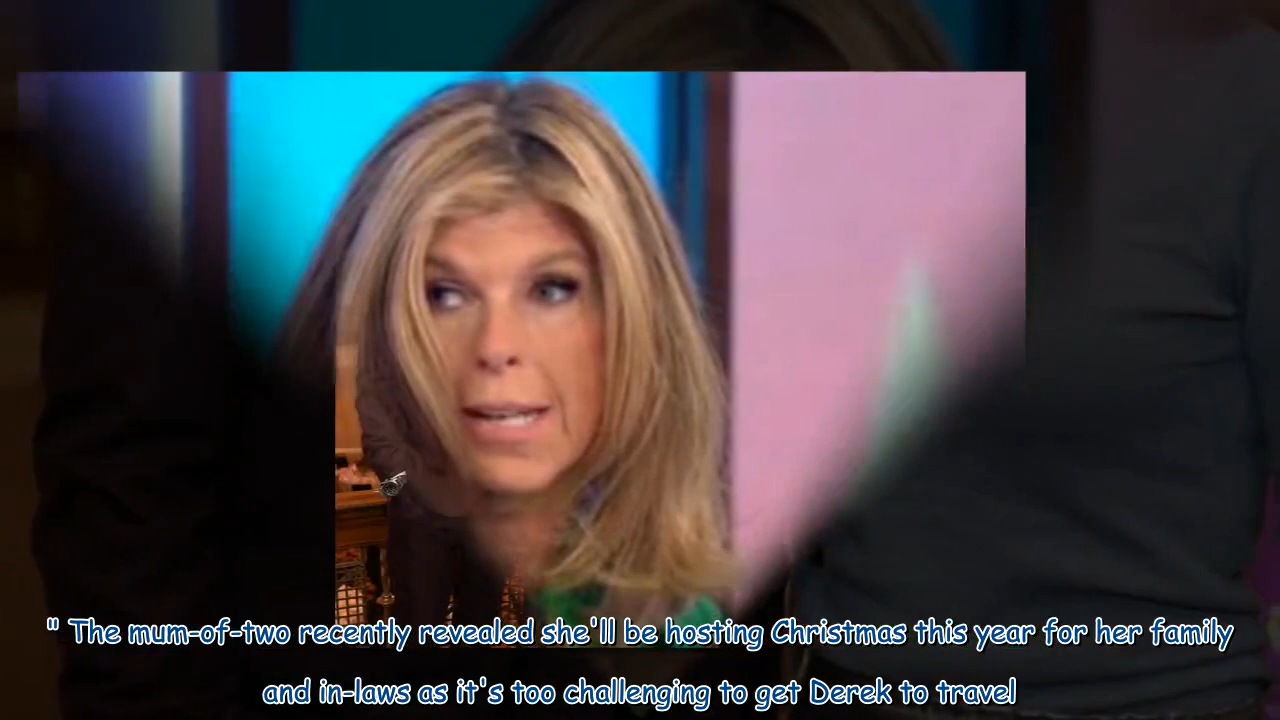 " The mum-of-two recently revealed she'll be hosting Christmas this year for her family
and in-laws as it's too challenging to get Derek to travel